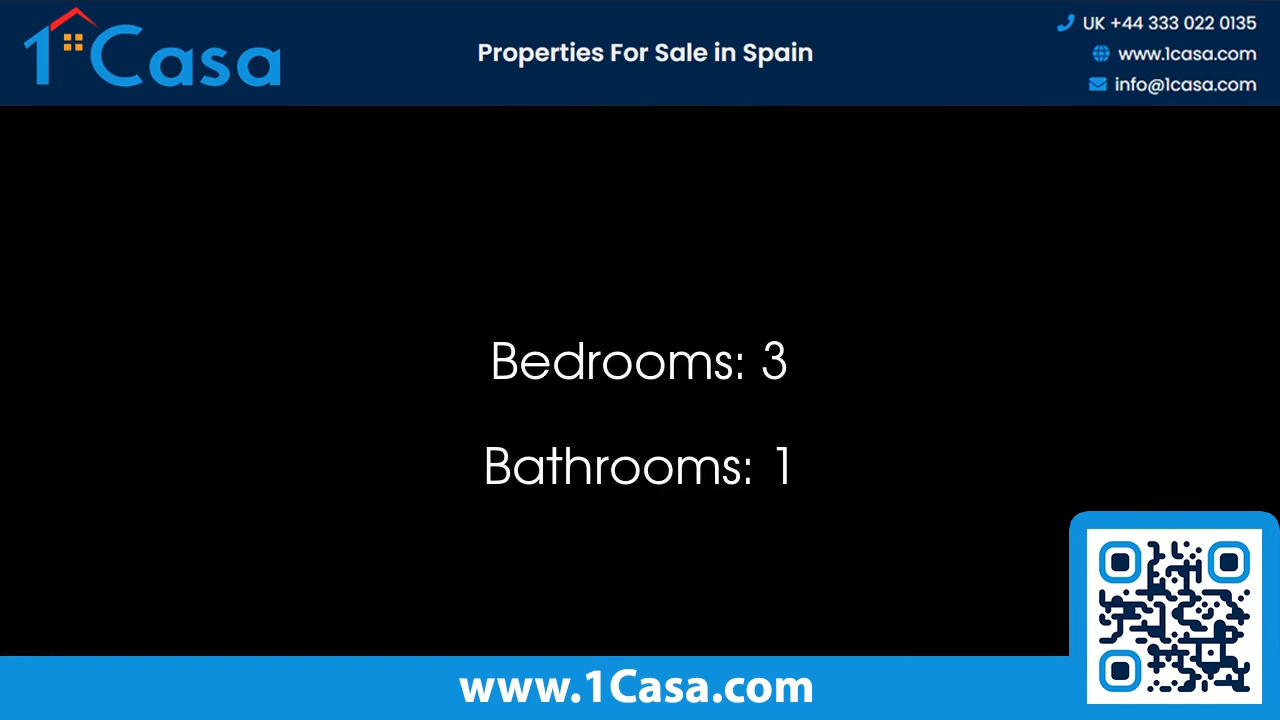 1Casa
Properties For Sale in Spain
UK +44 333 022 0135
www.1casa.com
info@1casa.com
Bedrooms: 3
Bathrooms: 1
www.1Casa.com